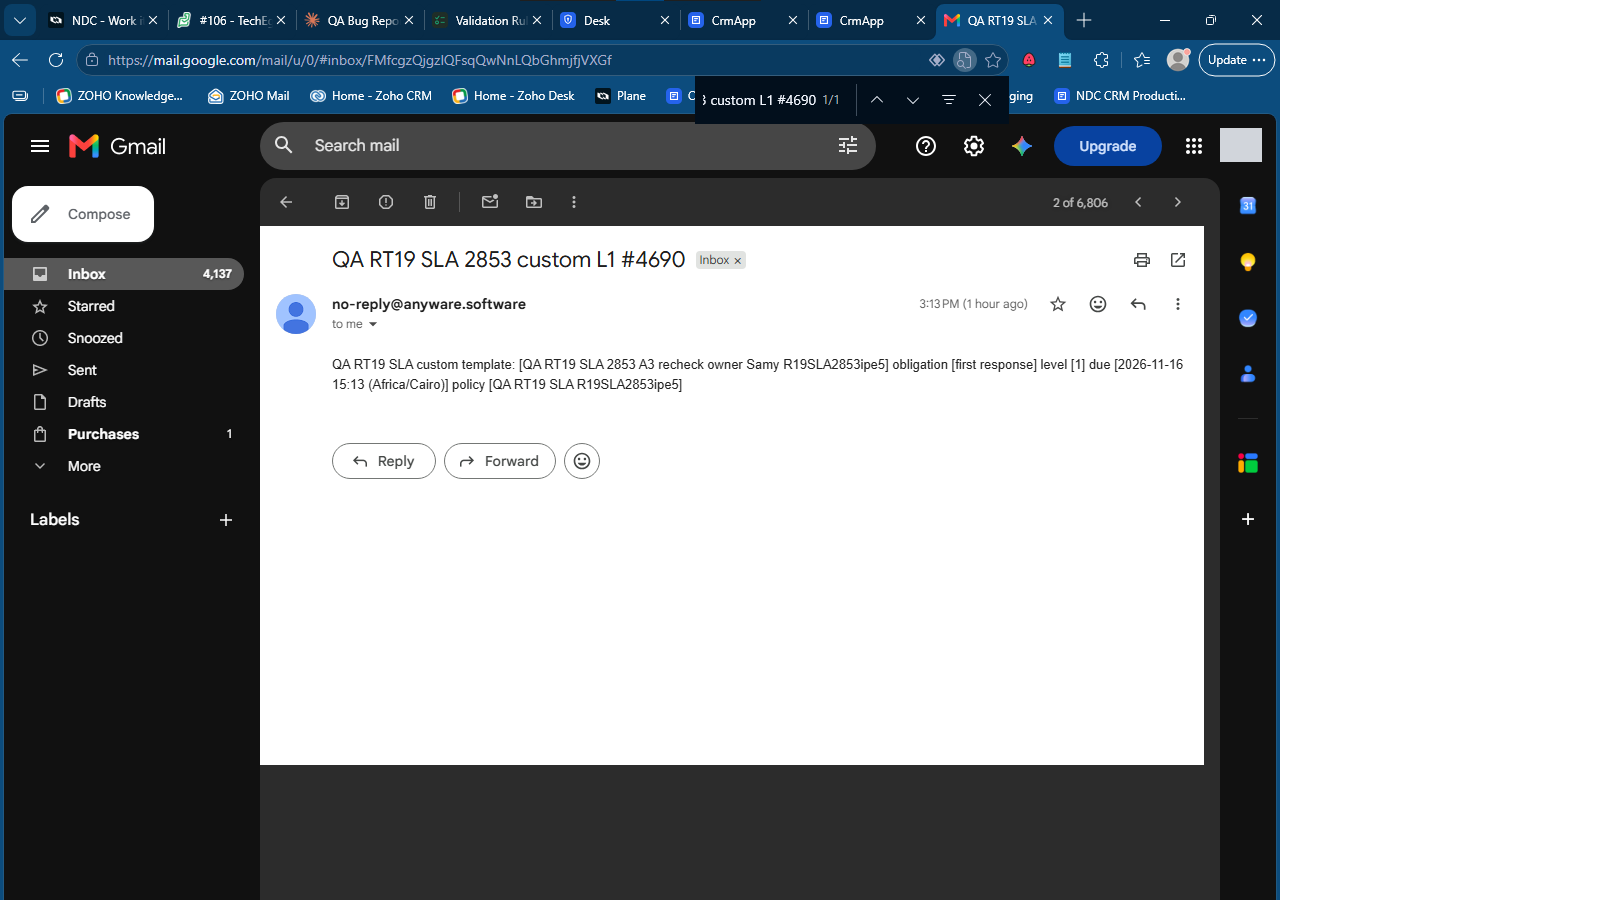 NDC - Work i
#106 - TechE
QA Bug Repo
Validation Ru
Desk
CrmApp
CrmApp
QA RT19 SLA
https://mail.google.com/mail/u/0/#inbox/FMfcgzQjgzlQFsqQwNnLQbGhmjfjVXGf
Update
ZOHO Knowledge...
ZOHO Mail
Home - Zoho CRM
Home - Zoho Desk
Plane
custom L1 #4690 1/1
ging
NDC CRM Producti...
Gmail
Search mail
Upgrade
Compose
2 of 6,806
31
QA RT19 SLA 2853 custom L1 #4690
Inbox ×
Inbox 4,137
Starred
Snoozed
Sent
Drafts
Purchases 1
More
Labels
no-reply@anyware.software
3:13 PM (1 hour ago)
to me
QA RT19 SLA custom template: [QA RT19 SLA 2853 A3 recheck owner Samy R19SLA2853ipe5] obligation [first response] level [1] due [2026-11-16
15:13 (Africa/Cairo)] policy [QA RT19 SLA R19SLA2853ipe5]
Reply
Forward